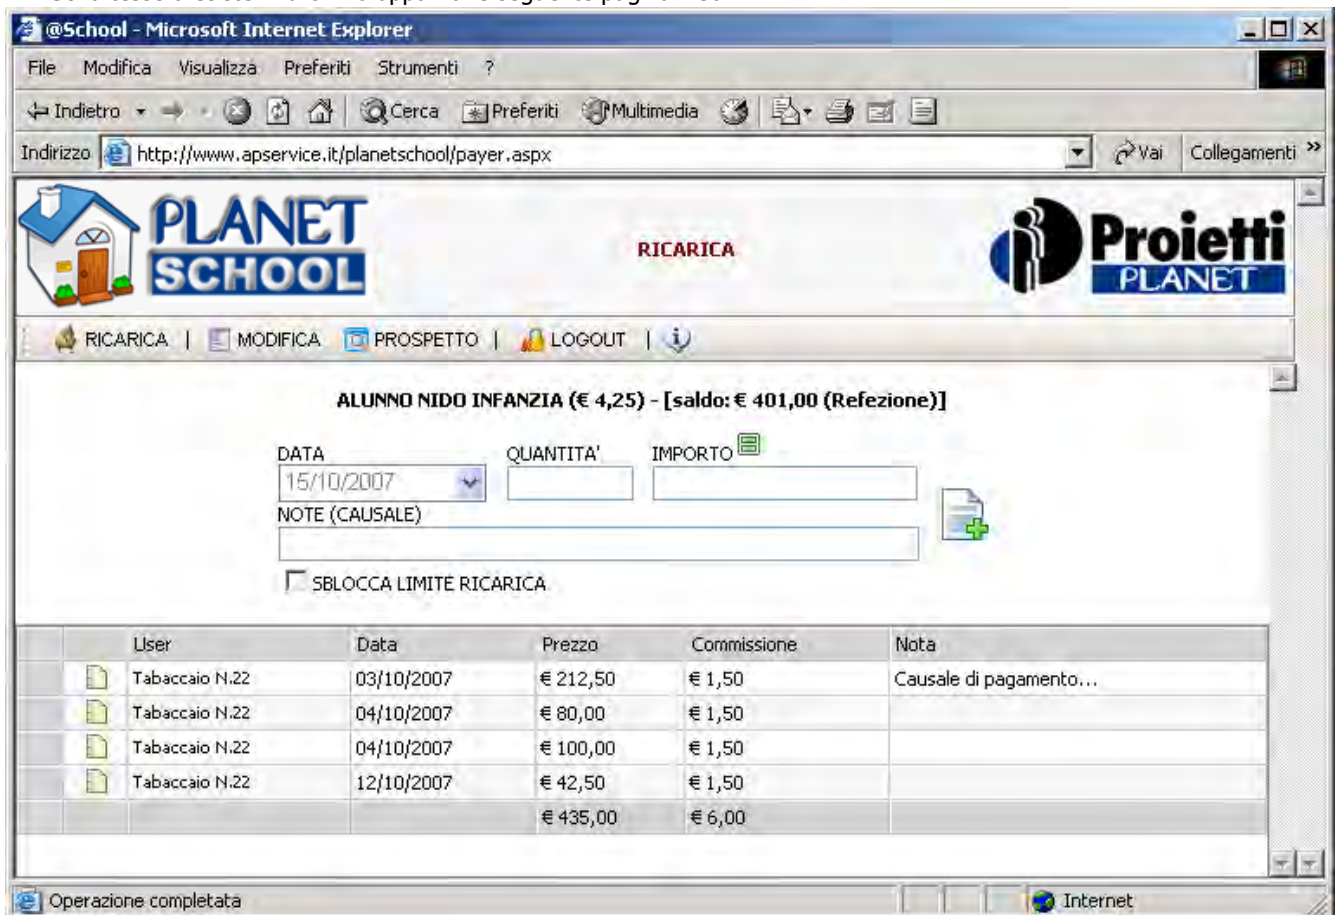 @School - Microsoft Internet Explorer
File Modifica Visualizza Preferiti Strumenti ?
Indietro Cerca Preferiti Multimedia
Indirizzo http://www.apservice.it/planetschool/payer.aspx Vai Collegamenti »
PLANET SCHOOL
RICARICA
Proietti PLANET
RICARICA | MODIFICA PROSPETTO | LOGOUT |
ALUNNO NIDO INFANZIA (€ 4,25) - [saldo: € 401,00 (Refezione)]
DATA QUANTITA' IMPORTO
15/10/2007
NOTE (CAUSALE)
SBLOCCA LIMITE RICARICA
User Data Prezzo Commissione Nota
Tabaccaio N.22 03/10/2007 € 212,50 € 1,50 Causale di pagamento...
Tabaccaio N.22 04/10/2007 € 80,00 € 1,50
Tabaccaio N.22 04/10/2007 € 100,00 € 1,50
Tabaccaio N.22 12/10/2007 € 42,50 € 1,50
€ 435,00 € 6,00
Operazione completata Internet